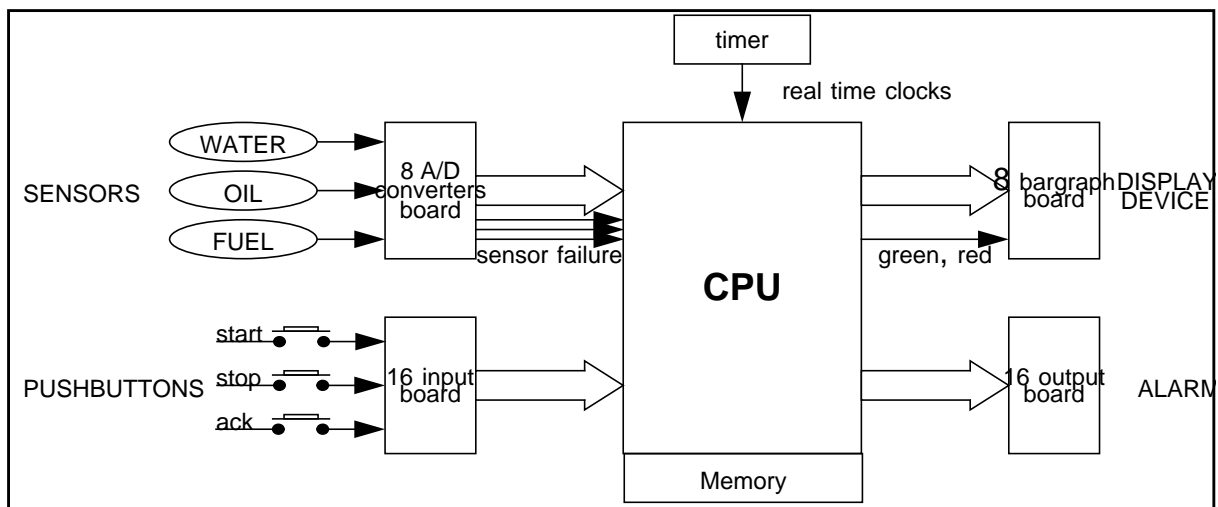 timer
real time clocks
WATER
OIL
FUEL
SENSORS
8 A/D
converters
board
sensor failure
CPU
8 bargraph
board
DISPLAY
DEVICE
green, red
start
stop
ack
PUSHBUTTONS
16 input
board
16 output
board
ALARM
Memory